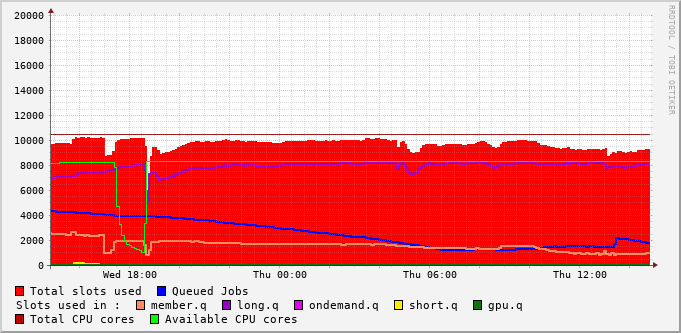 RRDTOOL / TOBI OETIKER
20000
18000
16000
14000
12000
10000
8000
6000
4000
2000
0
Wed 18:00 Thu 00:00 Thu 06:00 Thu 12:00
Total slots used Queued Jobs
Slots used in : member.q long.q ondemand.q short.q gpu.q
Total CPU cores Available CPU cores